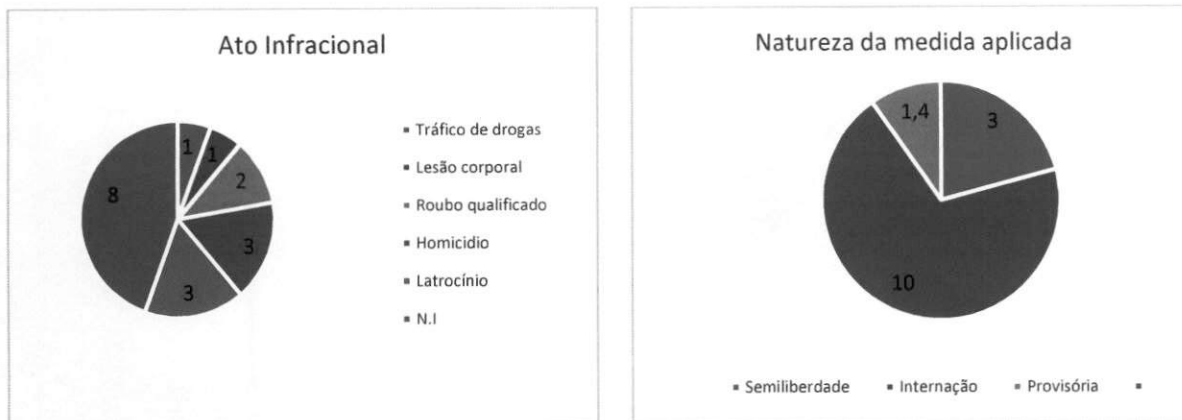 Ato Infracional
1
1
2
3
3
8
Tráfico de drogas
Lesão corporal
Roubo qualificado
Homicidio
Latrocínio
N.I
Natureza da medida aplicada
1,4
3
10
Semiliberdade
Internação
Provisória